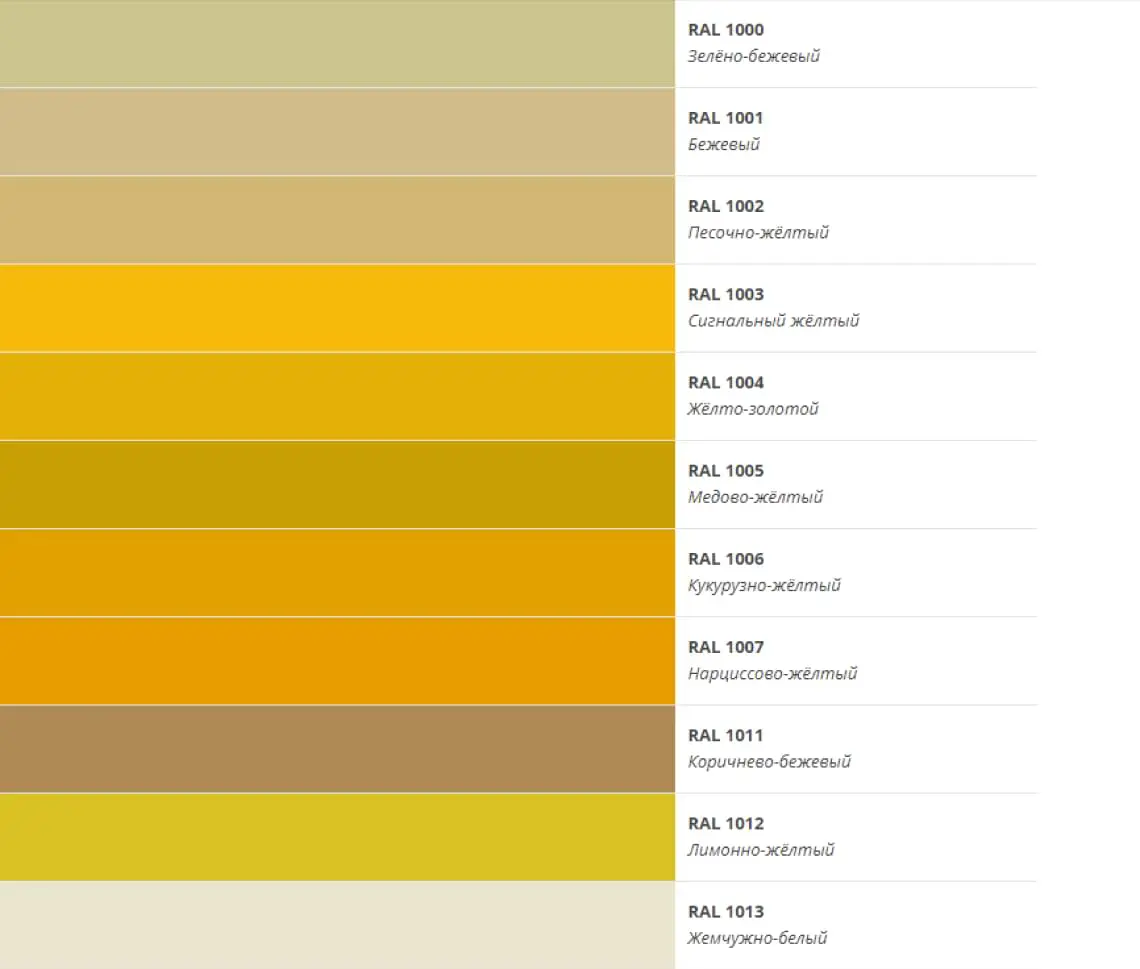 RAL 1000
Зелёно-бежевый
RAL 1001
Бежевый
RAL 1002
Песочно-жёлтый
RAL 1003
Сигнальный жёлтый
RAL 1004
Жёлто-золотой
RAL 1005
Медово-жёлтый
RAL 1006
Кукурузно-жёлтый
RAL 1007
Нарциссово-жёлтый
RAL 1011
Коричнево-бежевый
RAL 1012
Лимонно-жёлтый
RAL 1013
Жемчужно-белый